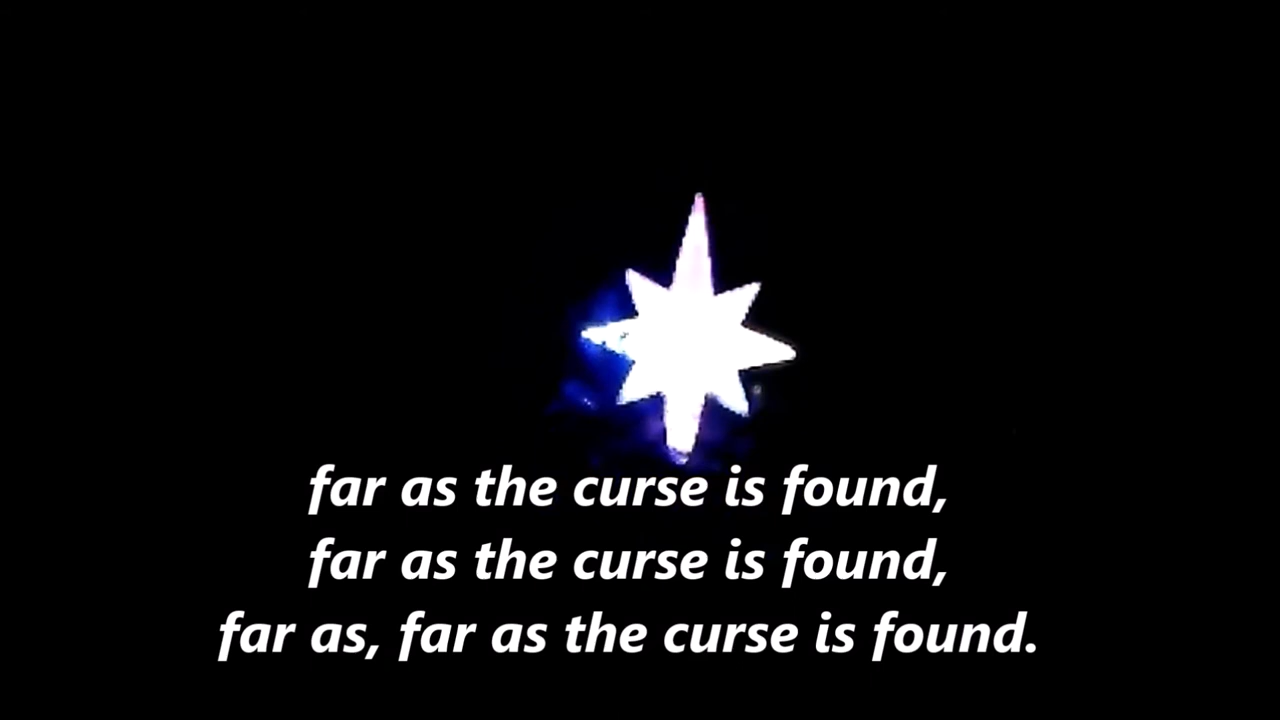 far as the curse is found,
far as the curse is found,
far as, far as the curse is found.